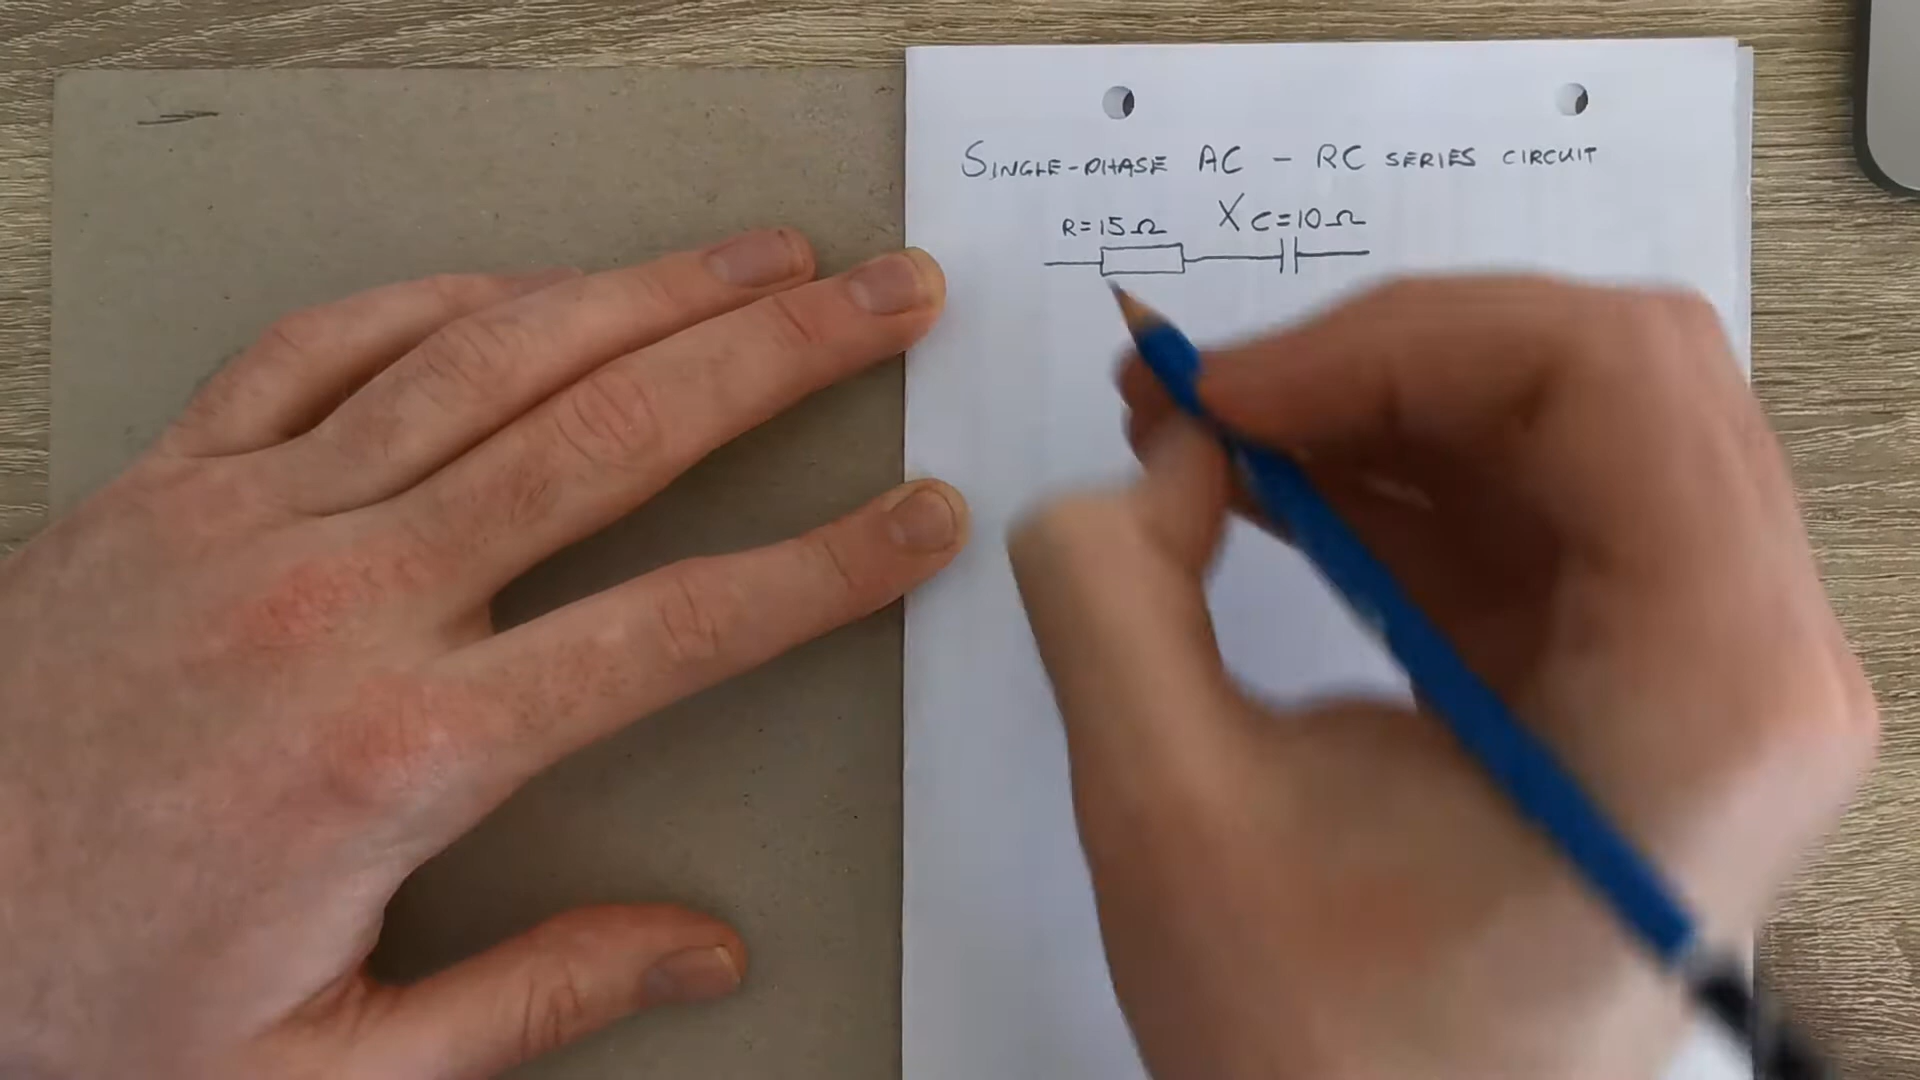 SINGLE-PHASE AC - RC SERIES CIRCUIT
R=15Ω XC=10Ω